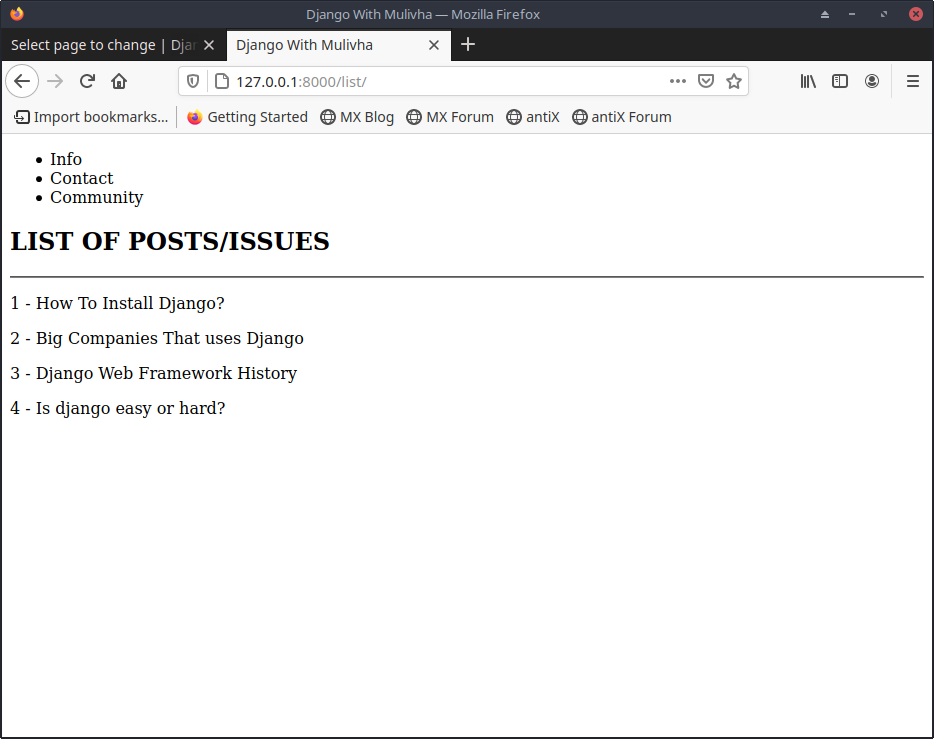 Django With Mulivha — Mozilla Firefox
Select page to change | Djan
Django With Mulivha
127.0.0.1:8000/list/
Import bookmarks... Getting Started MX Blog MX Forum antiX antiX Forum
• Info
• Contact
• Community
LIST OF POSTS/ISSUES
1 - How To Install Django?
2 - Big Companies That uses Django
3 - Django Web Framework History
4 - Is django easy or hard?